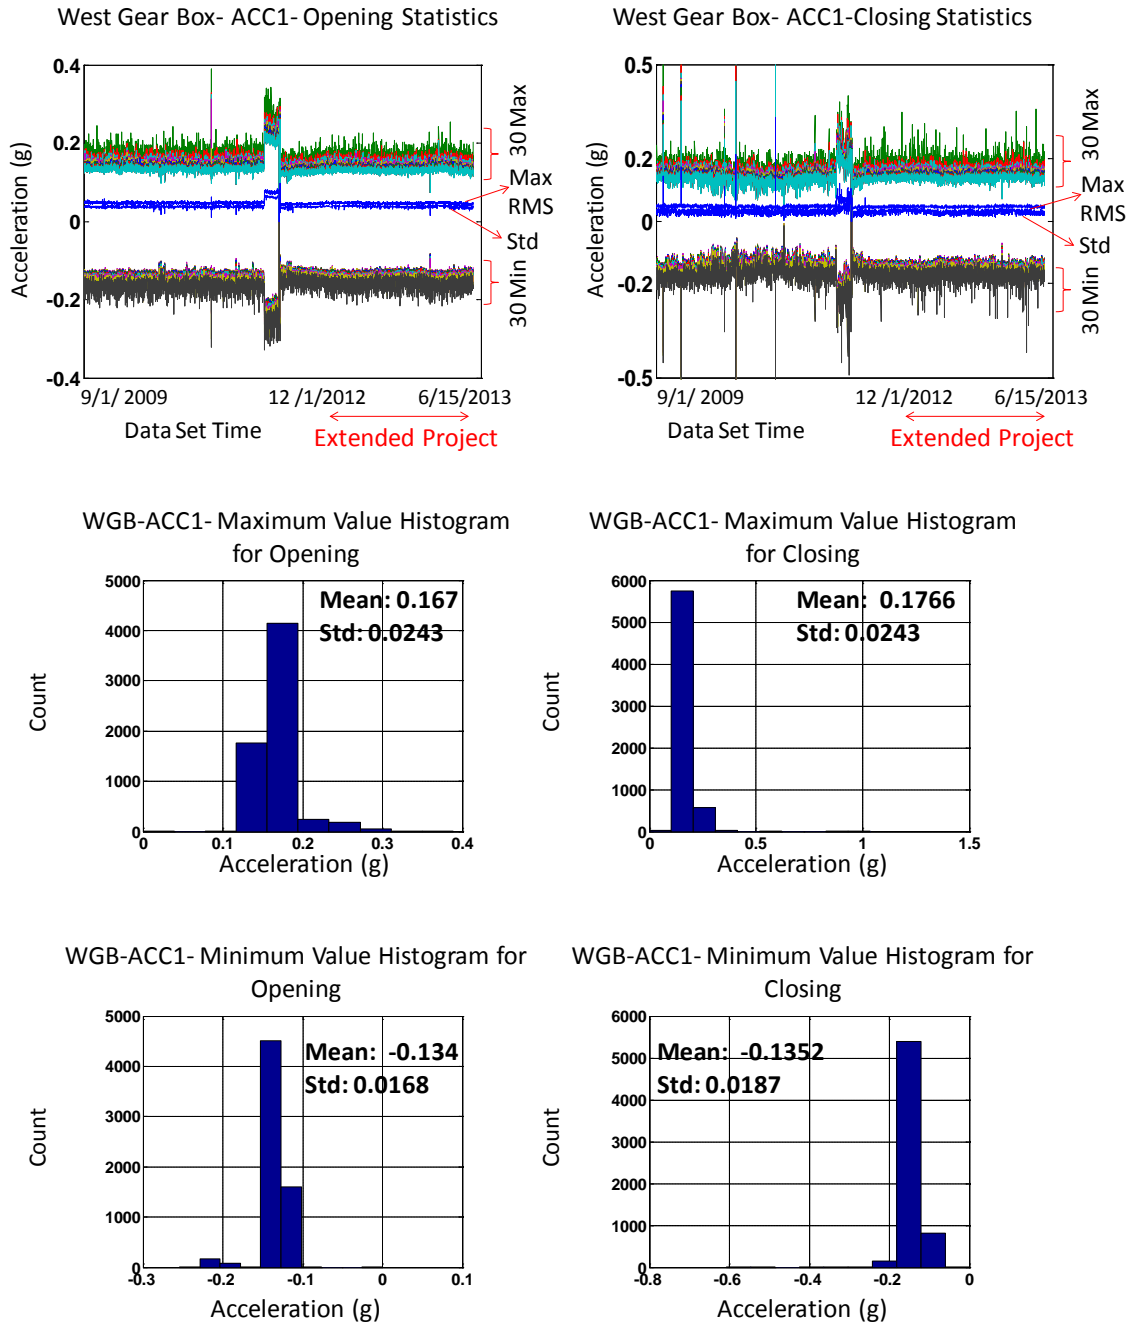 West Gear Box- ACC1- Opening Statistics
0.4
0.2
0
-0.2
-0.4
Acceleration (g)
30 Max
Max
RMS
Std
30 Min
9/1/ 2009
12 /1/2012
6/15/2013
Data Set Time
Extended Project
West Gear Box- ACC1-Closing Statistics
0.5
0.2
0
-0.2
-0.5
Acceleration (g)
30 Max
Max
RMS
Std
30 Min
9/1/ 2009
12 /1/2012
6/15/2013
Data Set Time
Extended Project
WGB-ACC1- Maximum Value Histogram
for Opening
5000
4000
3000
2000
1000
0
Count
Mean: 0.167
Std: 0.0243
0
0.1
0.2
0.3
0.4
Acceleration (g)
WGB-ACC1- Maximum Value Histogram
for Closing
6000
5000
4000
3000
2000
1000
0
Count
Mean: 0.1766
Std: 0.0243
0
0.5
1
1.5
Acceleration (g)
WGB-ACC1- Minimum Value Histogram for
Opening
5000
4000
3000
2000
1000
0
Count
Mean: -0.134
Std: 0.0168
-0.3
-0.2
-0.1
0
0.1
Acceleration (g)
WGB-ACC1- Minimum Value Histogram for
Closing
6000
5000
4000
3000
2000
1000
0
Count
Mean: -0.1352
Std: 0.0187
-0.8
-0.6
-0.4
-0.2
0
Acceleration (g)